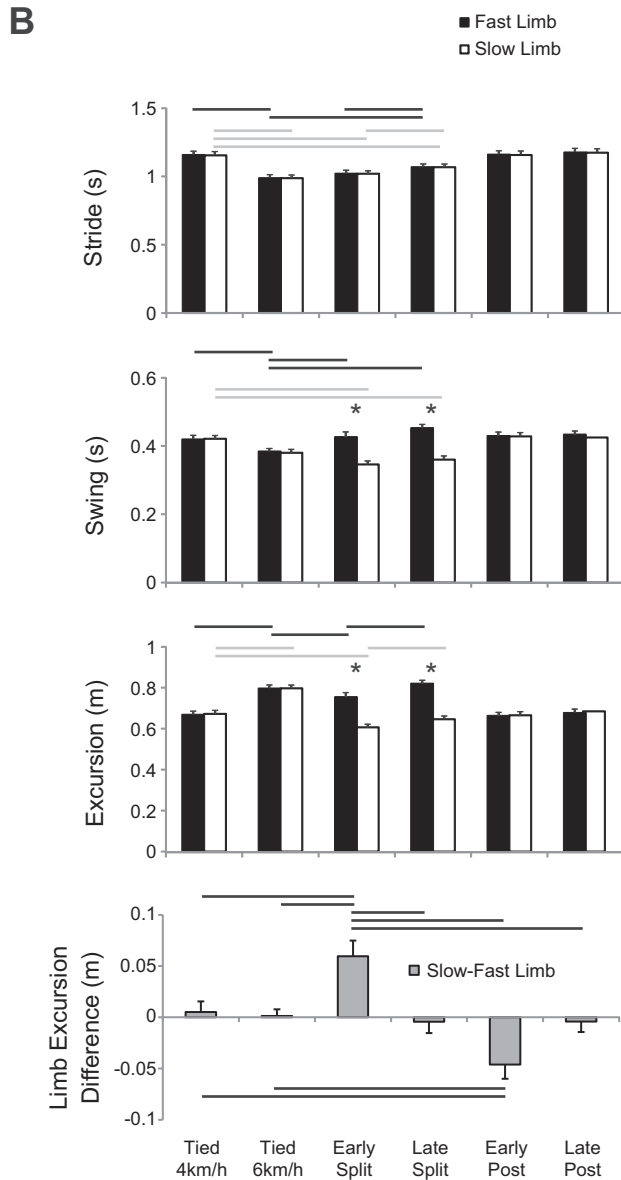 B
Fast Limb
Slow Limb
Stride (s)
1.5
1
0.5
0
Swing (s)
0.6
0.4
0.2
0
* *
Excursion (m)
1
0.8
0.6
0.4
0.2
0
* *
Limb Excursion
Difference (m)
0.1
0.05
0
-0.05
-0.1
Slow-Fast Limb
Tied
4km/h
Tied
6km/h
Early
Split
Late
Split
Early
Post
Late
Post